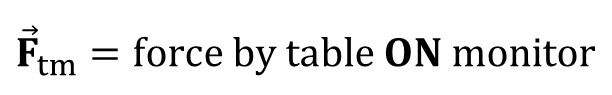 F⃗tm = force by table ON monitor